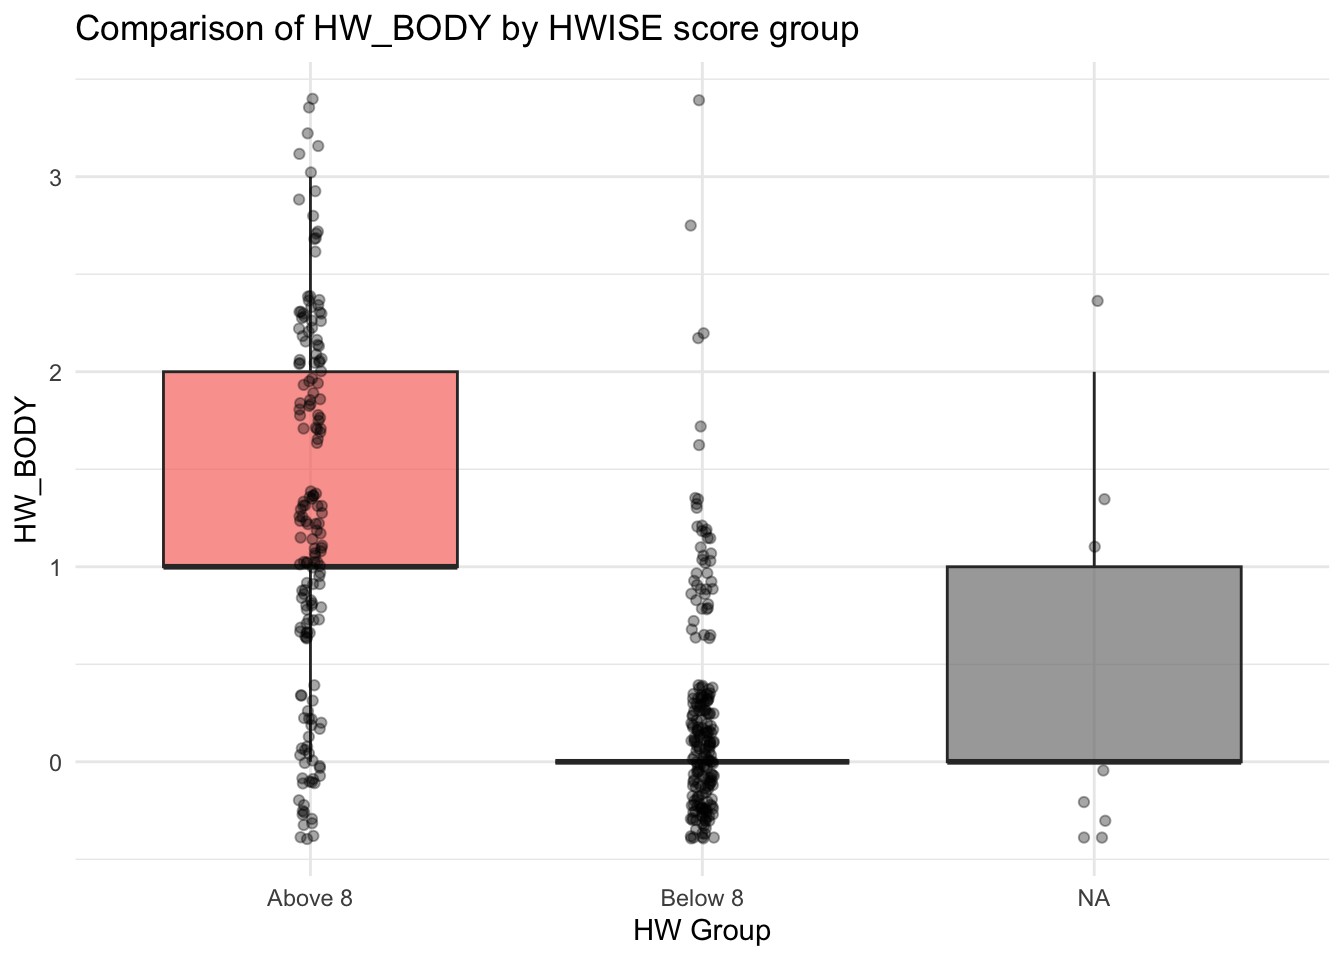 Comparison of HW_BODY by HWISE score group
HW_BODY
3
2
1
0
Above 8
Below 8
NA
HW Group